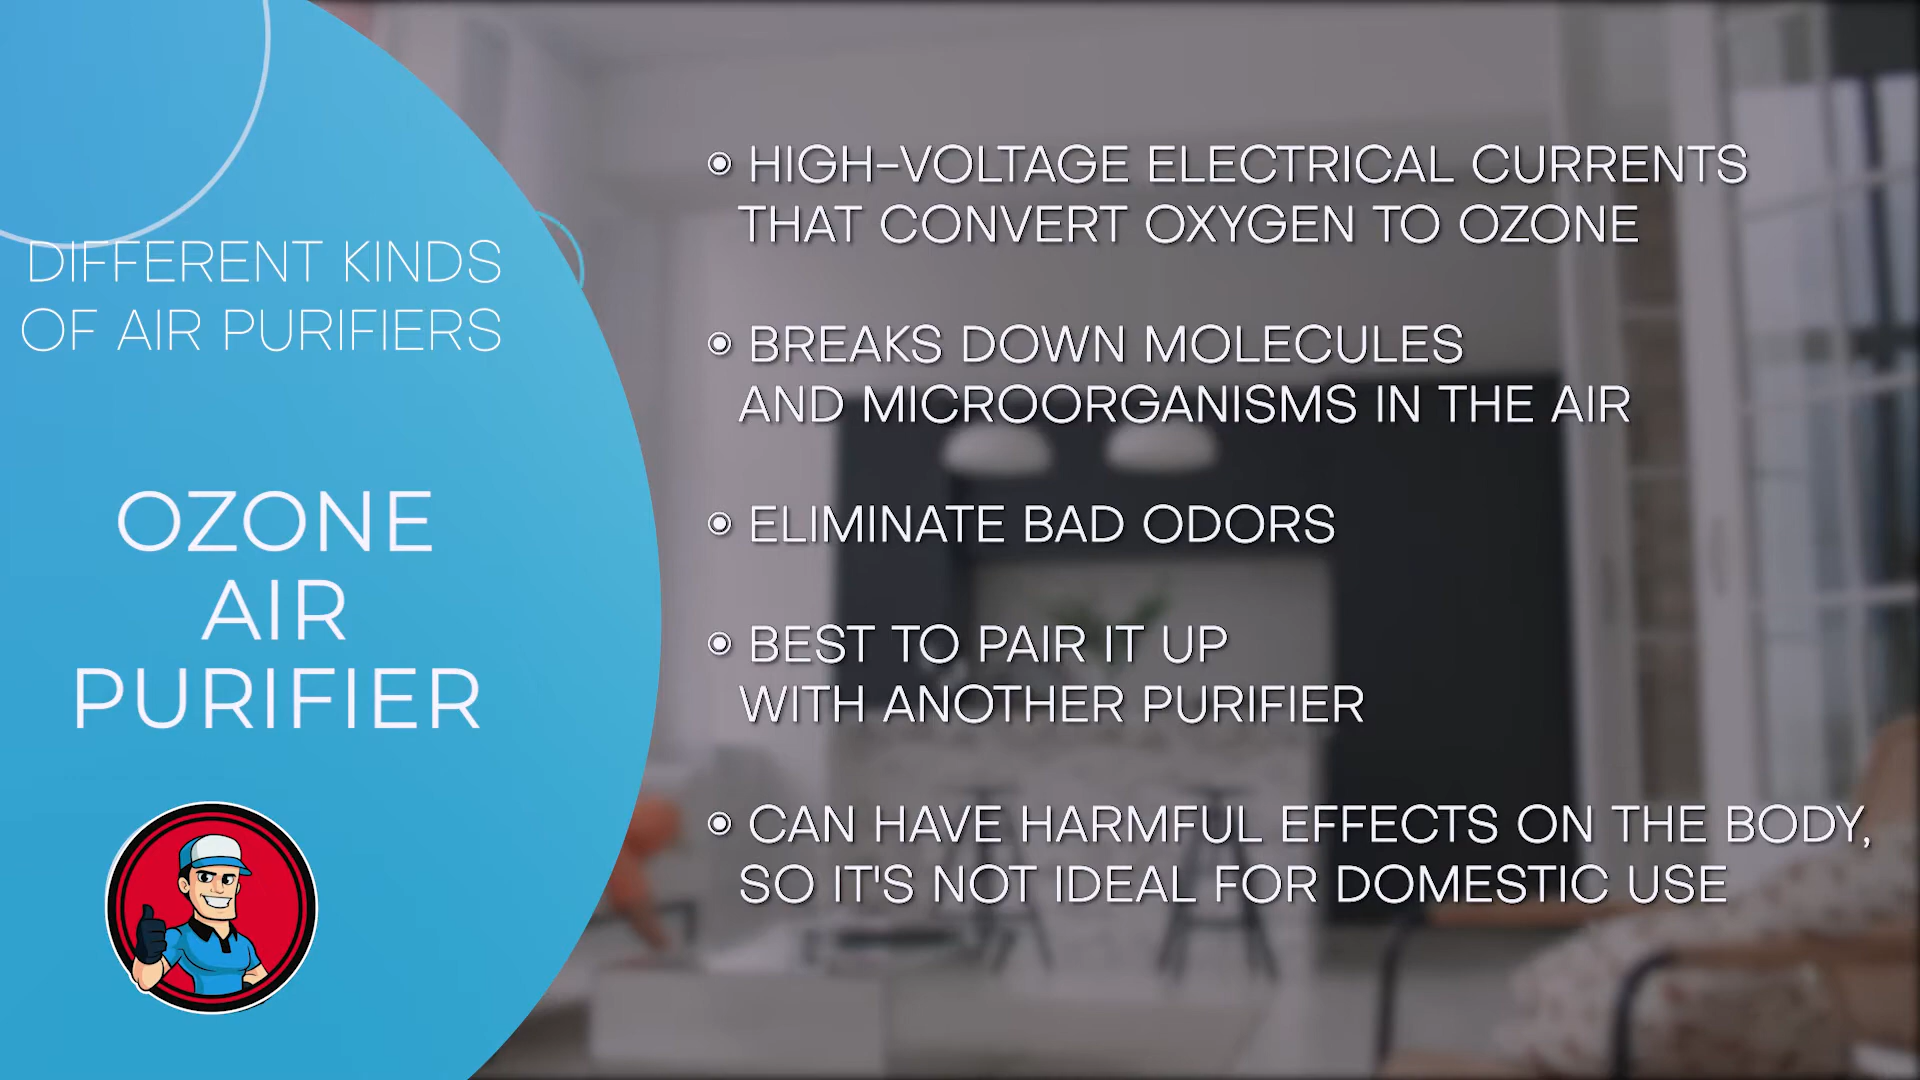 DIFFERENT KINDS
OF AIR PURIFIERS
OZONE
AIR
PURIFIER
HIGH-VOLTAGE ELECTRICAL CURRENTS
THAT CONVERT OXYGEN TO OZONE
BREAKS DOWN MOLECULES
AND MICROORGANISMS IN THE AIR
ELIMINATE BAD ODORS
BEST TO PAIR IT UP
WITH ANOTHER PURIFIER
CAN HAVE HARMFUL EFFECTS ON THE BODY,
SO IT'S NOT IDEAL FOR DOMESTIC USE